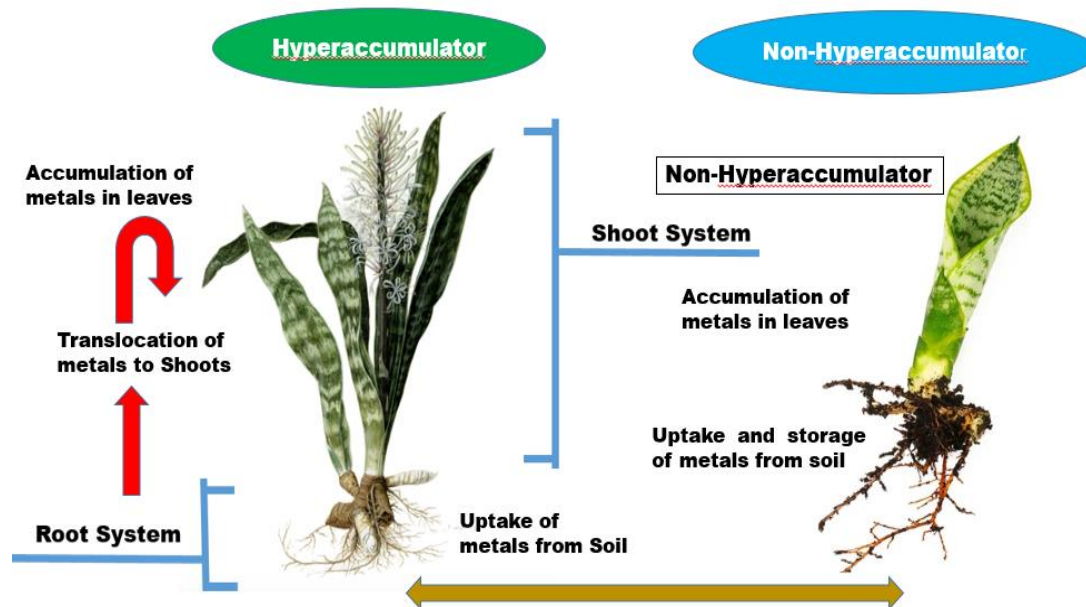 Hyperaccumulator
Non-Hyperaccumulator
Accumulation of
metals in leaves
Non-Hyperaccumulator
Shoot System
Translocation of
metals to Shoots
Accumulation of
metals in leaves
Uptake and storage
of metals from soil
Root System
Uptake of
metals from Soil